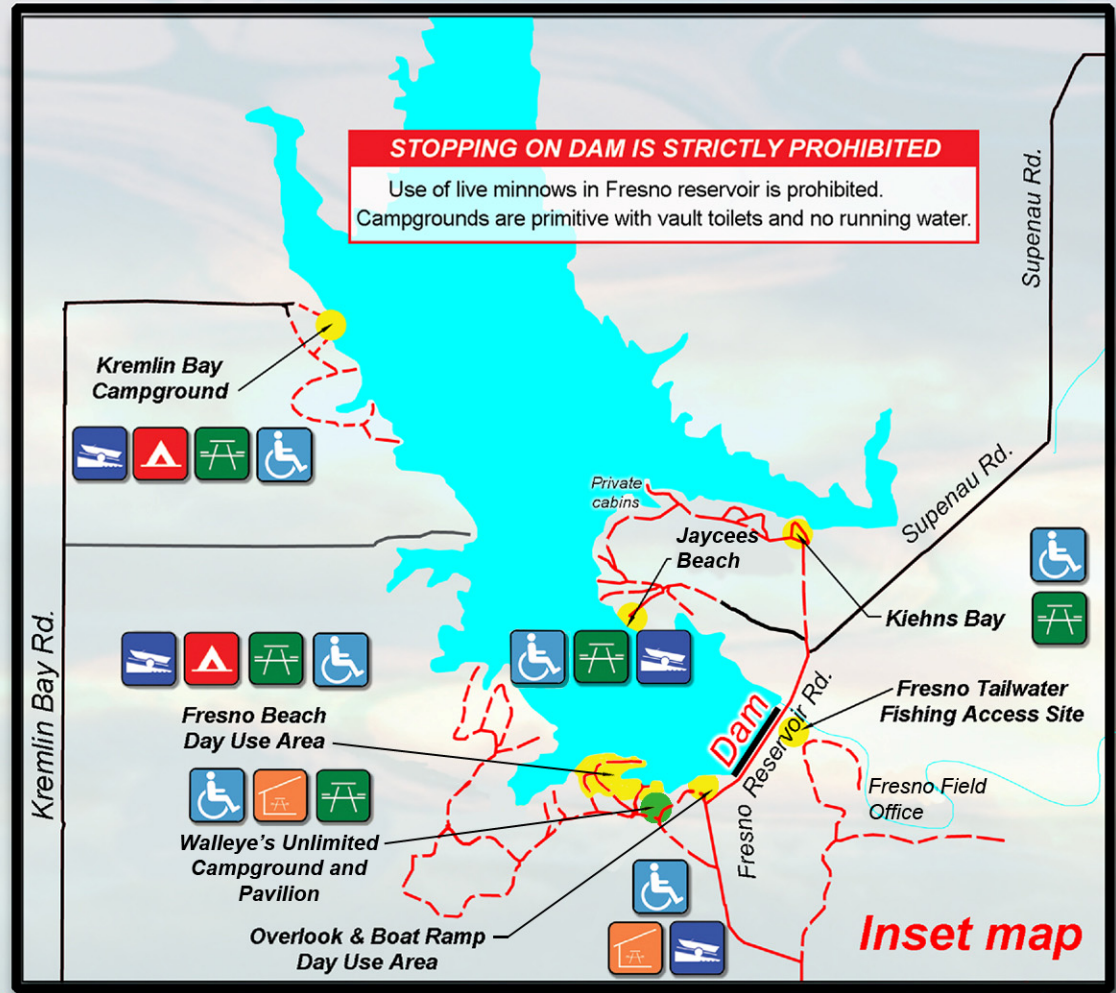 STOPPING ON DAM IS STRICTLY PROHIBITED
Use of live minnows in Fresno reservoir is prohibited.
Campgrounds are primitive with vault toilets and no running water.
Supenau Rd.
Kremlin Bay
Campground
Supenau Rd.
Private
cabins
Jaycees
Beach
Kiehns Bay
Kremlin Bay Rd.
Fresno Tailwater
Fishing Access Site
Fresno Beach
Day Use Area
Dam
Fresno Reservoir Rd.
Fresno Field
Office
Walleye's Unlimited
Campground and
Pavilion
Overlook & Boat Ramp
Day Use Area
Inset map